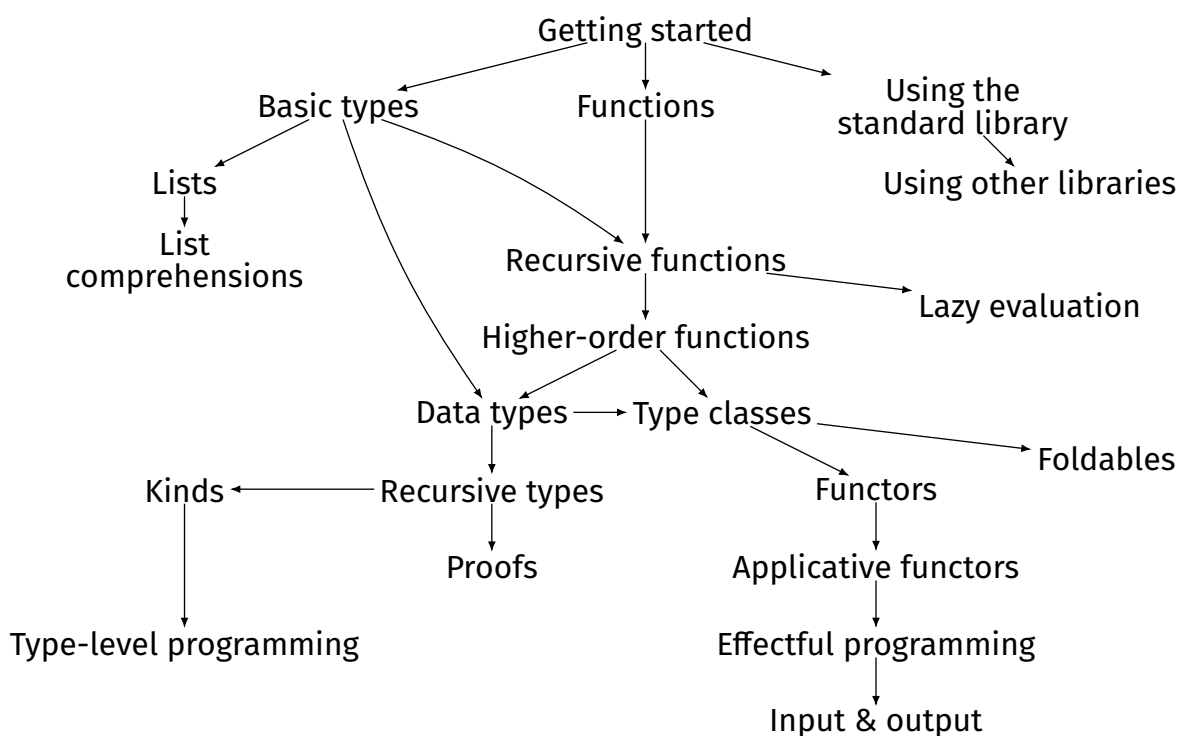 Getting started
Basic types
Functions
Using the
standard library
Lists
Using other libraries
List
comprehensions
Recursive functions
Lazy evaluation
Higher-order functions
Data types
Type classes
Foldables
Kinds
Recursive types
Functors
Proofs
Applicative functors
Type-level programming
Effectful programming
Input & output